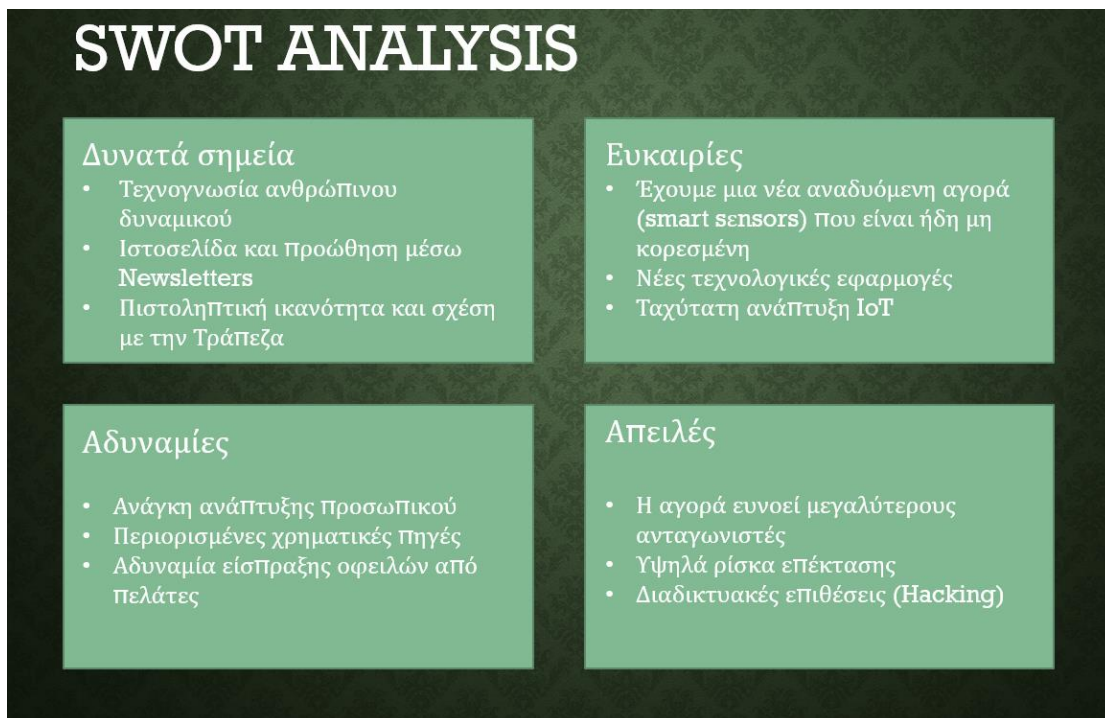 SWOT ANALYSIS
Δυνατά σημεία
• Τεχνογνωσία ανθρώπινου
δυναμικού
• Ιστοσελίδα και προώθηση μέσω
Newsletters
• Πιστοληπτική ικανότητα και σχέση
με την Τράπεζα
Ευκαιρίες
• Έχουμε μια νέα αναδυόμενη αγορά
(smart sεnsors) που είναι ήδη μη
κορεσμένη
• Νέες τεχνολογικές εφαρμογές
• Ταχύτατη ανάπτυξη IoT
Αδυναμίες
• Ανάγκη ανάπτυξης προσωπικού
• Περιορισμένες χρηματικές πηγές
• Αδυναμία είσπραξης οφειλών από
πελάτες
Απειλές
• Η αγορά ευνοεί μεγαλύτερους
ανταγωνιστές
• Υψηλά ρίσκα επέκτασης
• Διαδικτυακές επιθέσεις (Hacking)